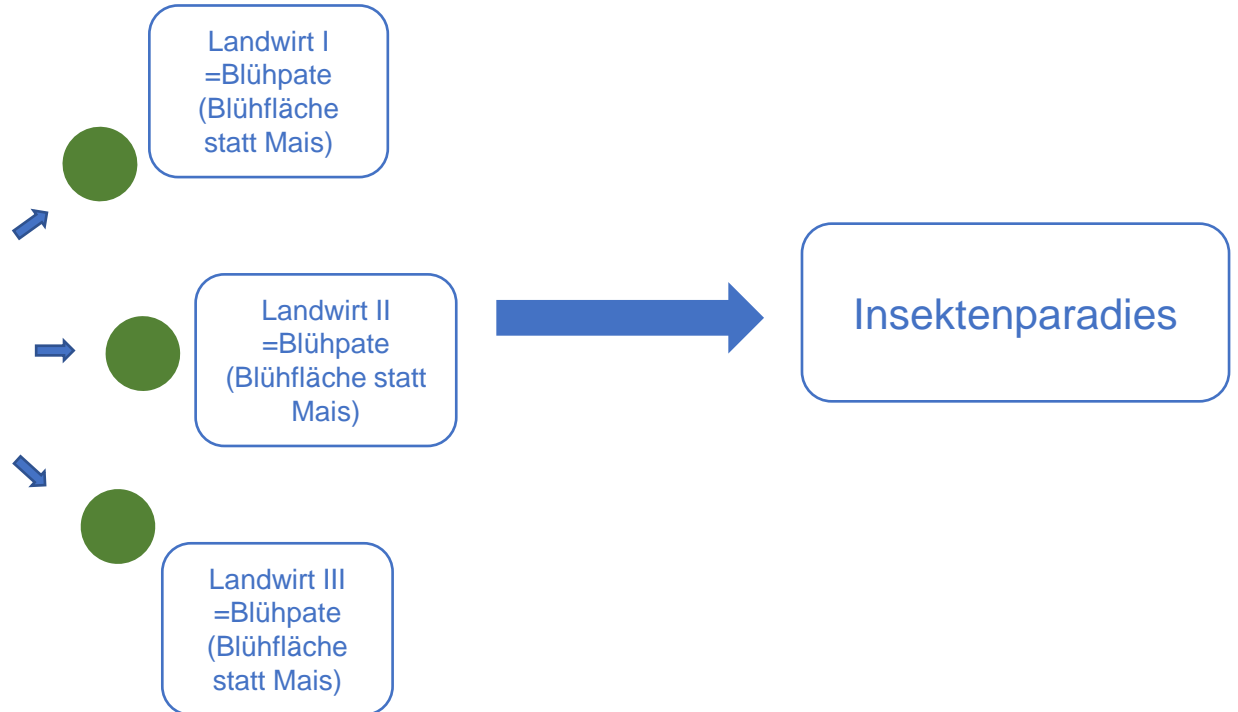 Landwirt I
=Blühpate
(Blühfläche
statt Mais)
Landwirt II
=Blühpate
(Blühfläche statt
Mais)
Insektenparadies
Landwirt III
=Blühpate
(Blühfläche
statt Mais)